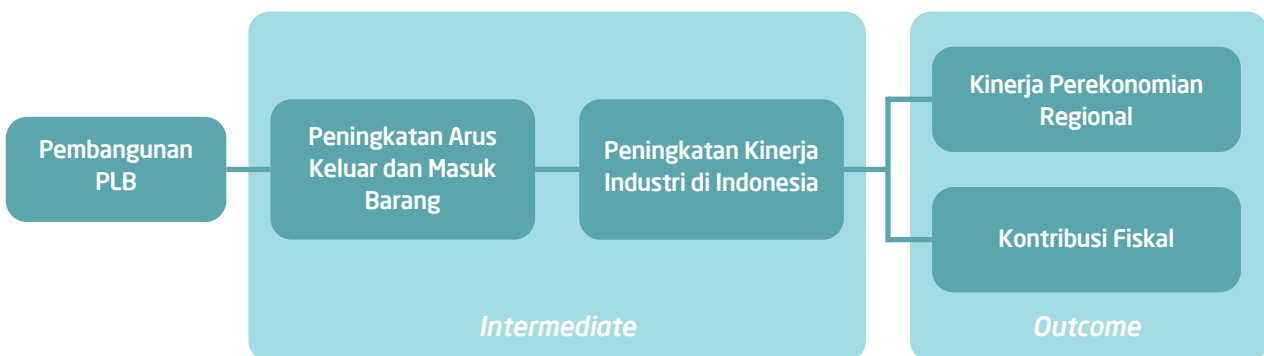 Pembangunan
PLB
Peningkatan Arus
Keluar dan Masuk
Barang
Peningkatan Kinerja
Industri di Indonesia
Intermediate
Kinerja Perekonomian
Regional
Kontribusi Fiskal
Outcome